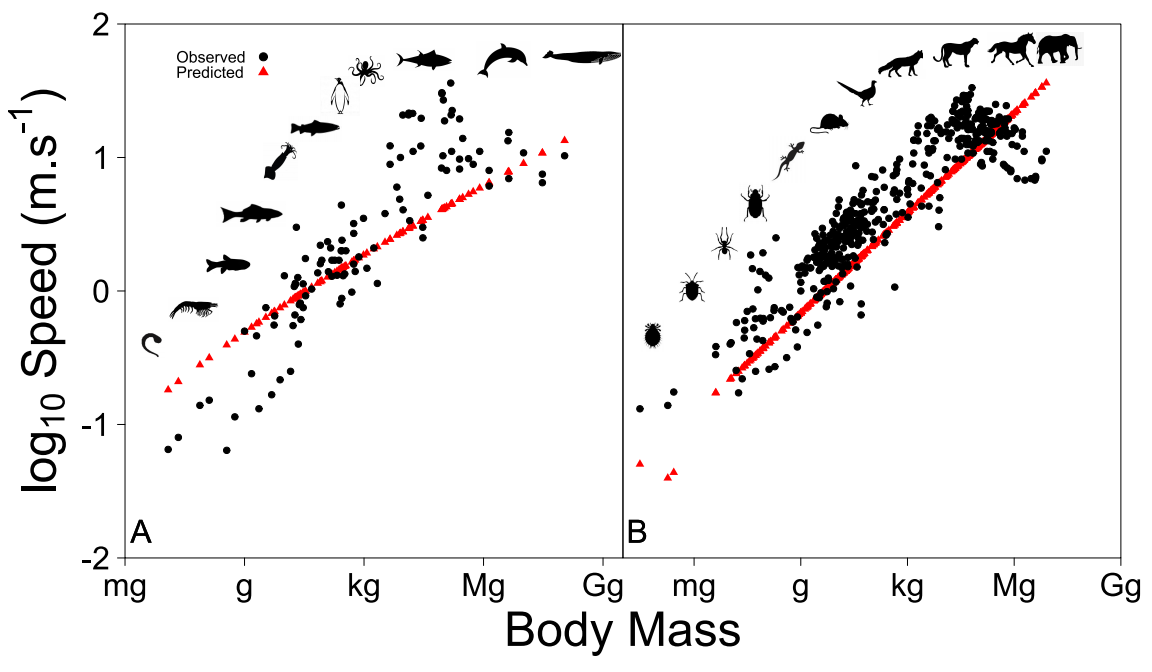 2
1
0
-1
-2
log10 Speed (m.s-1)
Observed
Predicted
A
B
mg g kg Mg Gg
mg g kg Mg Gg
Body Mass